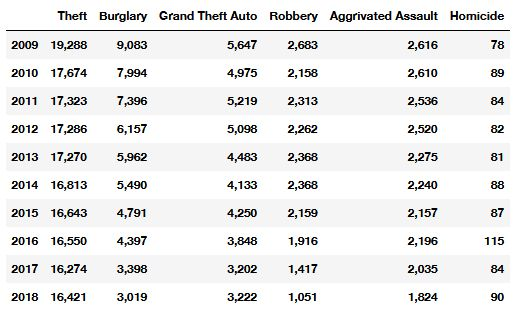 Theft Burglary Grand Theft Auto Robbery Aggrivated Assault Homicide
2009 19,288 9,083 5,647 2,683 2,616 78
2010 17,674 7,994 4,975 2,158 2,610 89
2011 17,323 7,396 5,219 2,313 2,536 84
2012 17,286 6,157 5,098 2,262 2,520 82
2013 17,270 5,962 4,483 2,368 2,275 81
2014 16,813 5,490 4,133 2,368 2,240 88
2015 16,643 4,791 4,250 2,159 2,157 87
2016 16,550 4,397 3,848 1,916 2,196 115
2017 16,274 3,398 3,202 1,417 2,035 84
2018 16,421 3,019 3,222 1,051 1,824 90